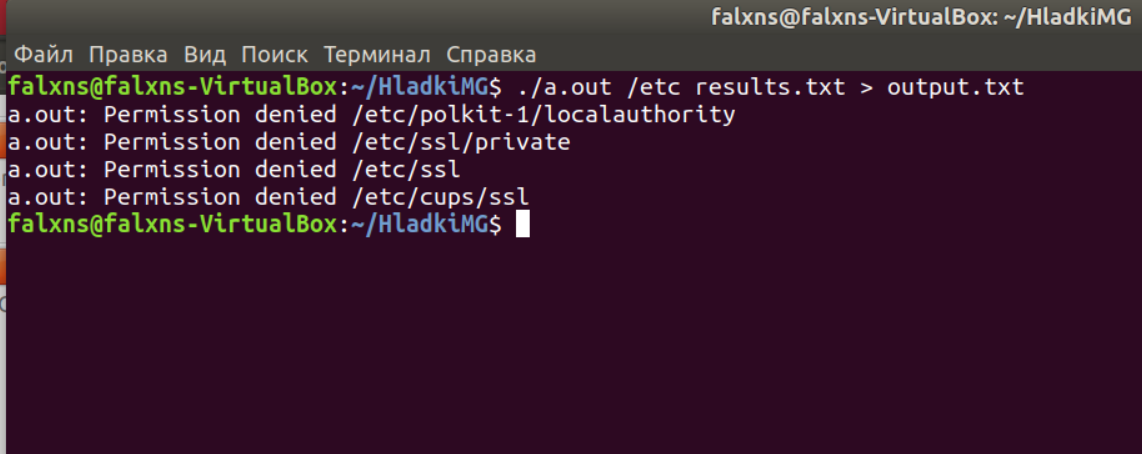 falxns@falxns-VirtualBox: ~/HladkiMG
Файл Правка Вид Поиск Терминал Справка
falxns@falxns-VirtualBox:~/HladkiMG$ ./a.out /etc results.txt > output.txt
a.out: Permission denied /etc/polkit-1/localauthority
a.out: Permission denied /etc/ssl/private
a.out: Permission denied /etc/ssl
a.out: Permission denied /etc/cups/ssl
falxns@falxns-VirtualBox:~/HladkiMG$